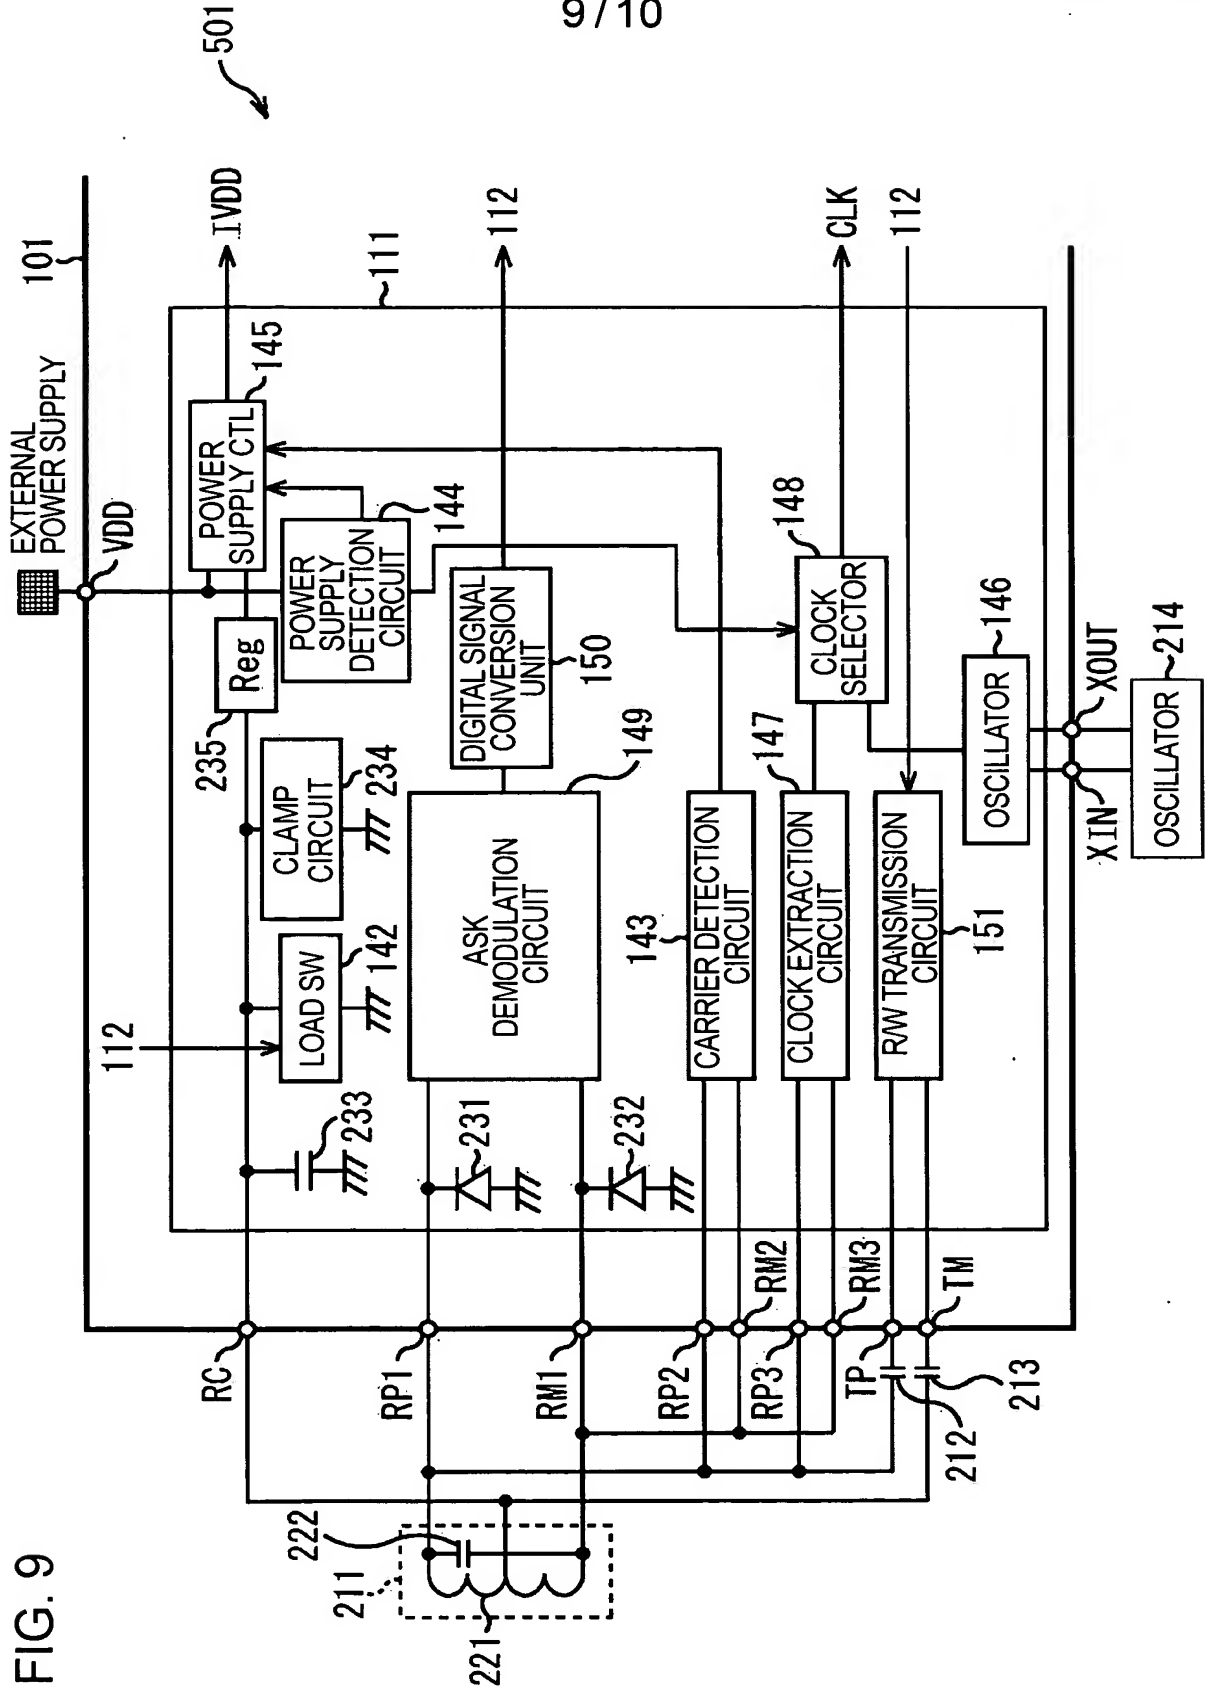 9/10
FIG. 9
501
EXTERNAL
POWER SUPPLY
VDD
101
IVDD
111
POWER
SUPPLY CTL
145
Reg
235
POWER
SUPPLY
DETECTION
CIRCUIT
144
CLAMP
CIRCUIT
234
112
LOAD SW
142
233
RC
DIGITAL SIGNAL
CONVERSION
UNIT
150
112
ASK
DEMODULATION
CIRCUIT
149
231
232
RP1
RM1
211
222
221
CARRIER DETECTION
CIRCUIT
143
RP2
RM2
CLOCK EXTRACTION
CIRCUIT
147
RP3
RM3
CLOCK
SELECTOR
148
CLK
112
R/W TRANSMISSION
CIRCUIT
151
TP
TM
212
213
OSCILLATOR
146
XIN
XOUT
OSCILLATOR
214